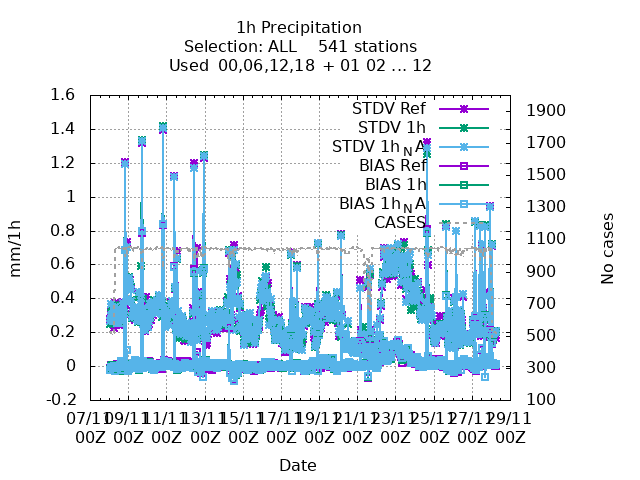 1h Precipitation
Selection: ALL    541 stations
Used  00,06,12,18  + 01 02 ... 12
STDV Ref
STDV 1h
STDV 1h_NA
BIAS Ref
BIAS 1h
BIAS 1h_NA
CASES
1.6
1.4
1.2
1
0.8
0.6
0.4
0.2
0
-0.2
mm/1h
1900
1700
1500
1300
1100
900
700
500
300
100
No cases
07/11 09/11 11/11 13/11 15/11 17/11 19/11 21/11 23/11 25/11 27/11 29/11
00Z 00Z 00Z 00Z 00Z 00Z 00Z 00Z 00Z 00Z 00Z 00Z
Date